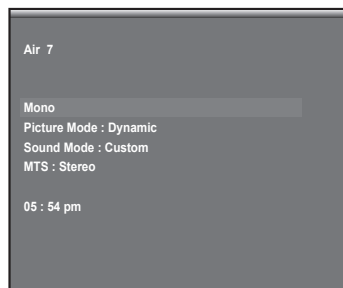 Air 7
Mono
Picture Mode : Dynamic
Sound Mode : Custom
MTS : Stereo
05 : 54 pm